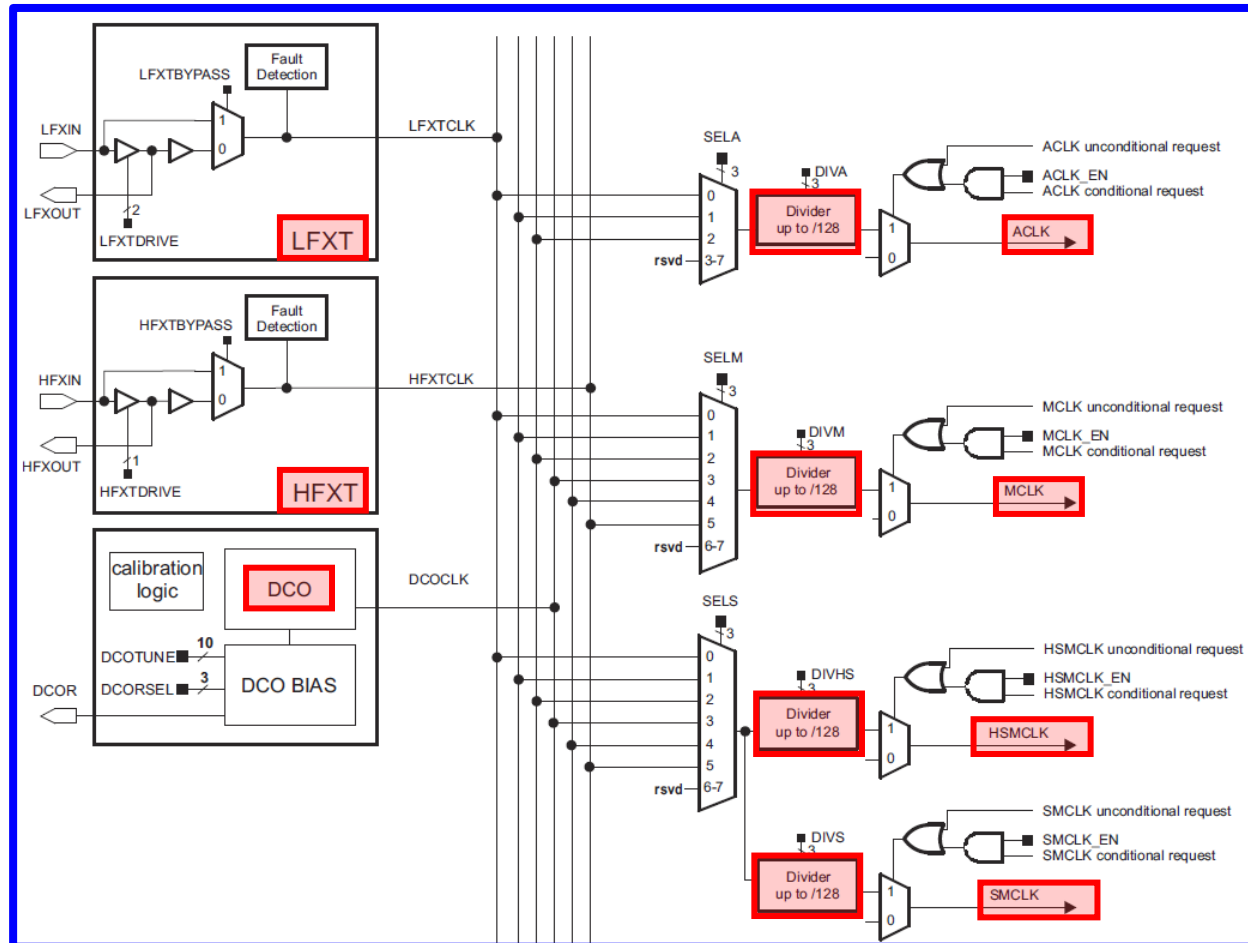 Fault
Detection
LFXTBYPASS
LFXIN
1
0
LFXTCLK
LFXOUT
2
LFXTDRIVE
LFXT
SELA
3
0
1
2
rsvd
3-7
DIVA
3
Divider
up to /128
1
0
ACLK unconditional request
ACLK_EN
ACLK conditional request
ACLK
Fault
Detection
HFXTBYPASS
HFXIN
1
0
HFXTCLK
HFXOUT
1
HFXTDRIVE
HFXT
SELM
3
0
1
2
3
4
5
rsvd
6-7
DIVM
3
Divider
up to /128
1
0
MCLK unconditional request
MCLK_EN
MCLK conditional request
MCLK
calibration
logic
DCO
DCOCLK
DCOTUNE
10
DCORSEL
3
DCO BIAS
DCOR
SELS
3
0
1
2
3
4
5
rsvd
6-7
DIVHS
3
Divider
up to /128
1
0
HSMCLK unconditional request
HSMCLK_EN
HSMCLK conditional request
HSMCLK
DIVS
3
Divider
up to /128
1
0
SMCLK unconditional request
SMCLK_EN
SMCLK conditional request
SMCLK